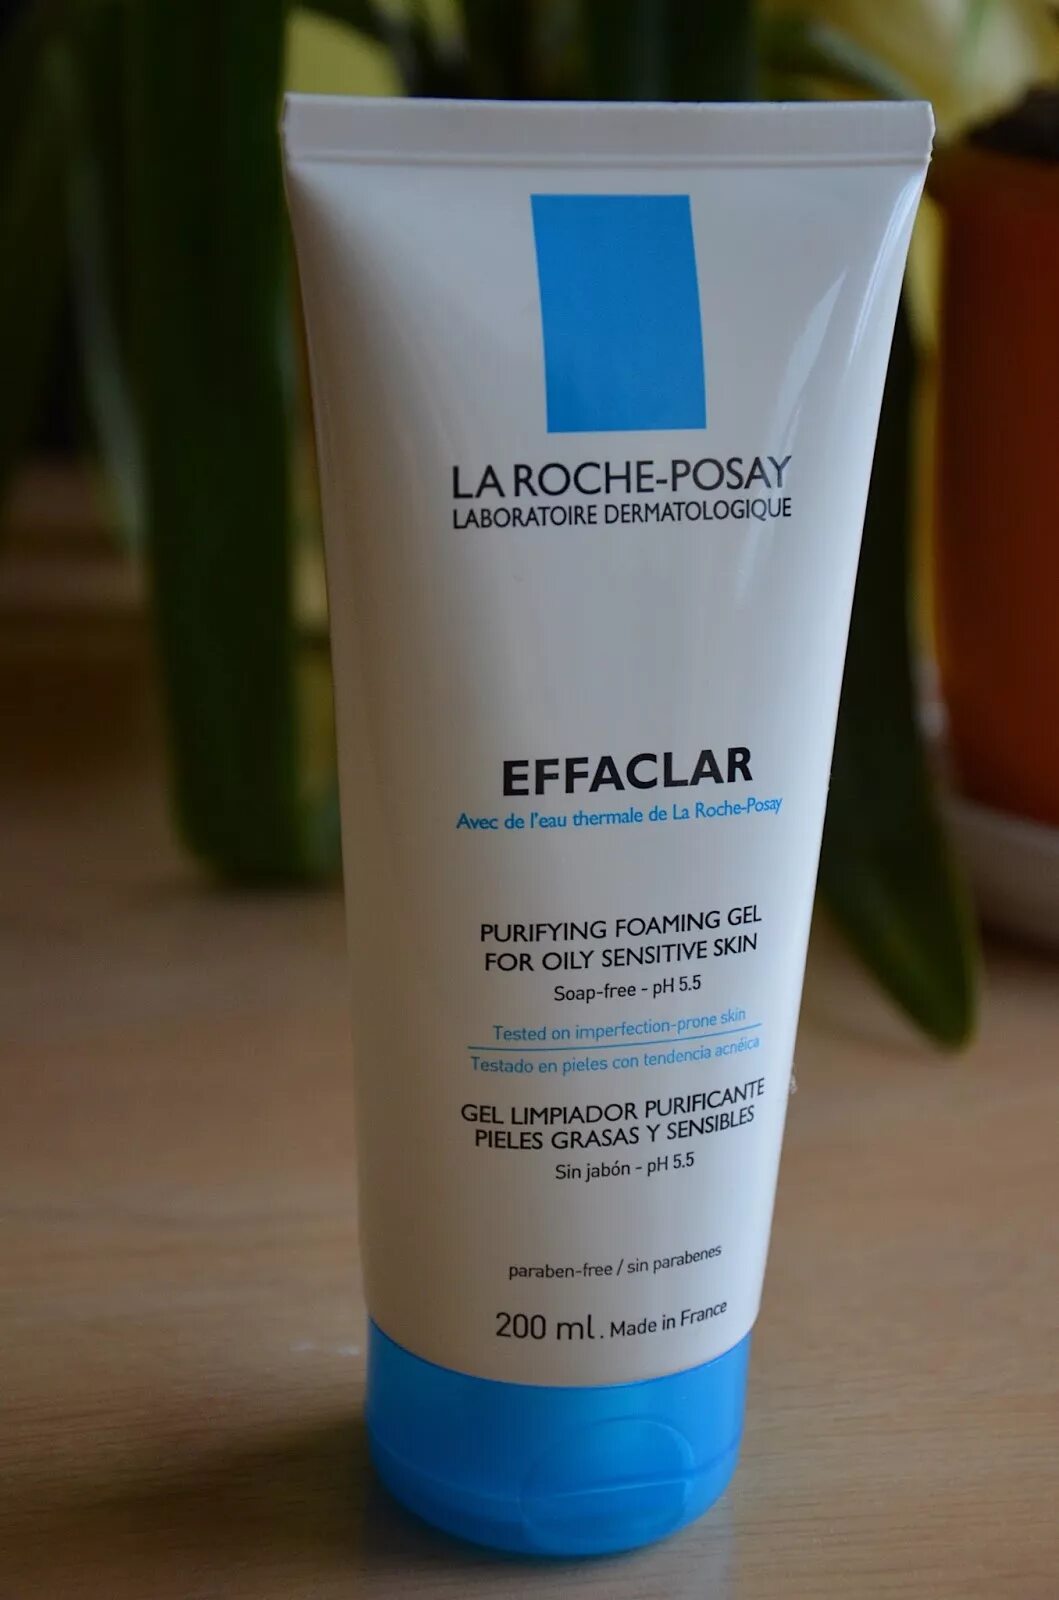 LA ROCHE-POSAY
LABORATOIRE DERMATOLOGIQUE
EFFACLAR
Avec de l'eau thermale de La Roche-Posay
PURIFYING FOAMING GEL
FOR OILY SENSITIVE SKIN
Soap-free - pH 5.5
Tested on imperfection-prone skin
Testado en pieles con tendencia acnéica
GEL LIMPIADOR PURIFICANTE
PIELES GRASAS Y SENSIBLES
Sin jabón - pH 5.5
paraben-free / sin parabenes
200 ml. Made in France